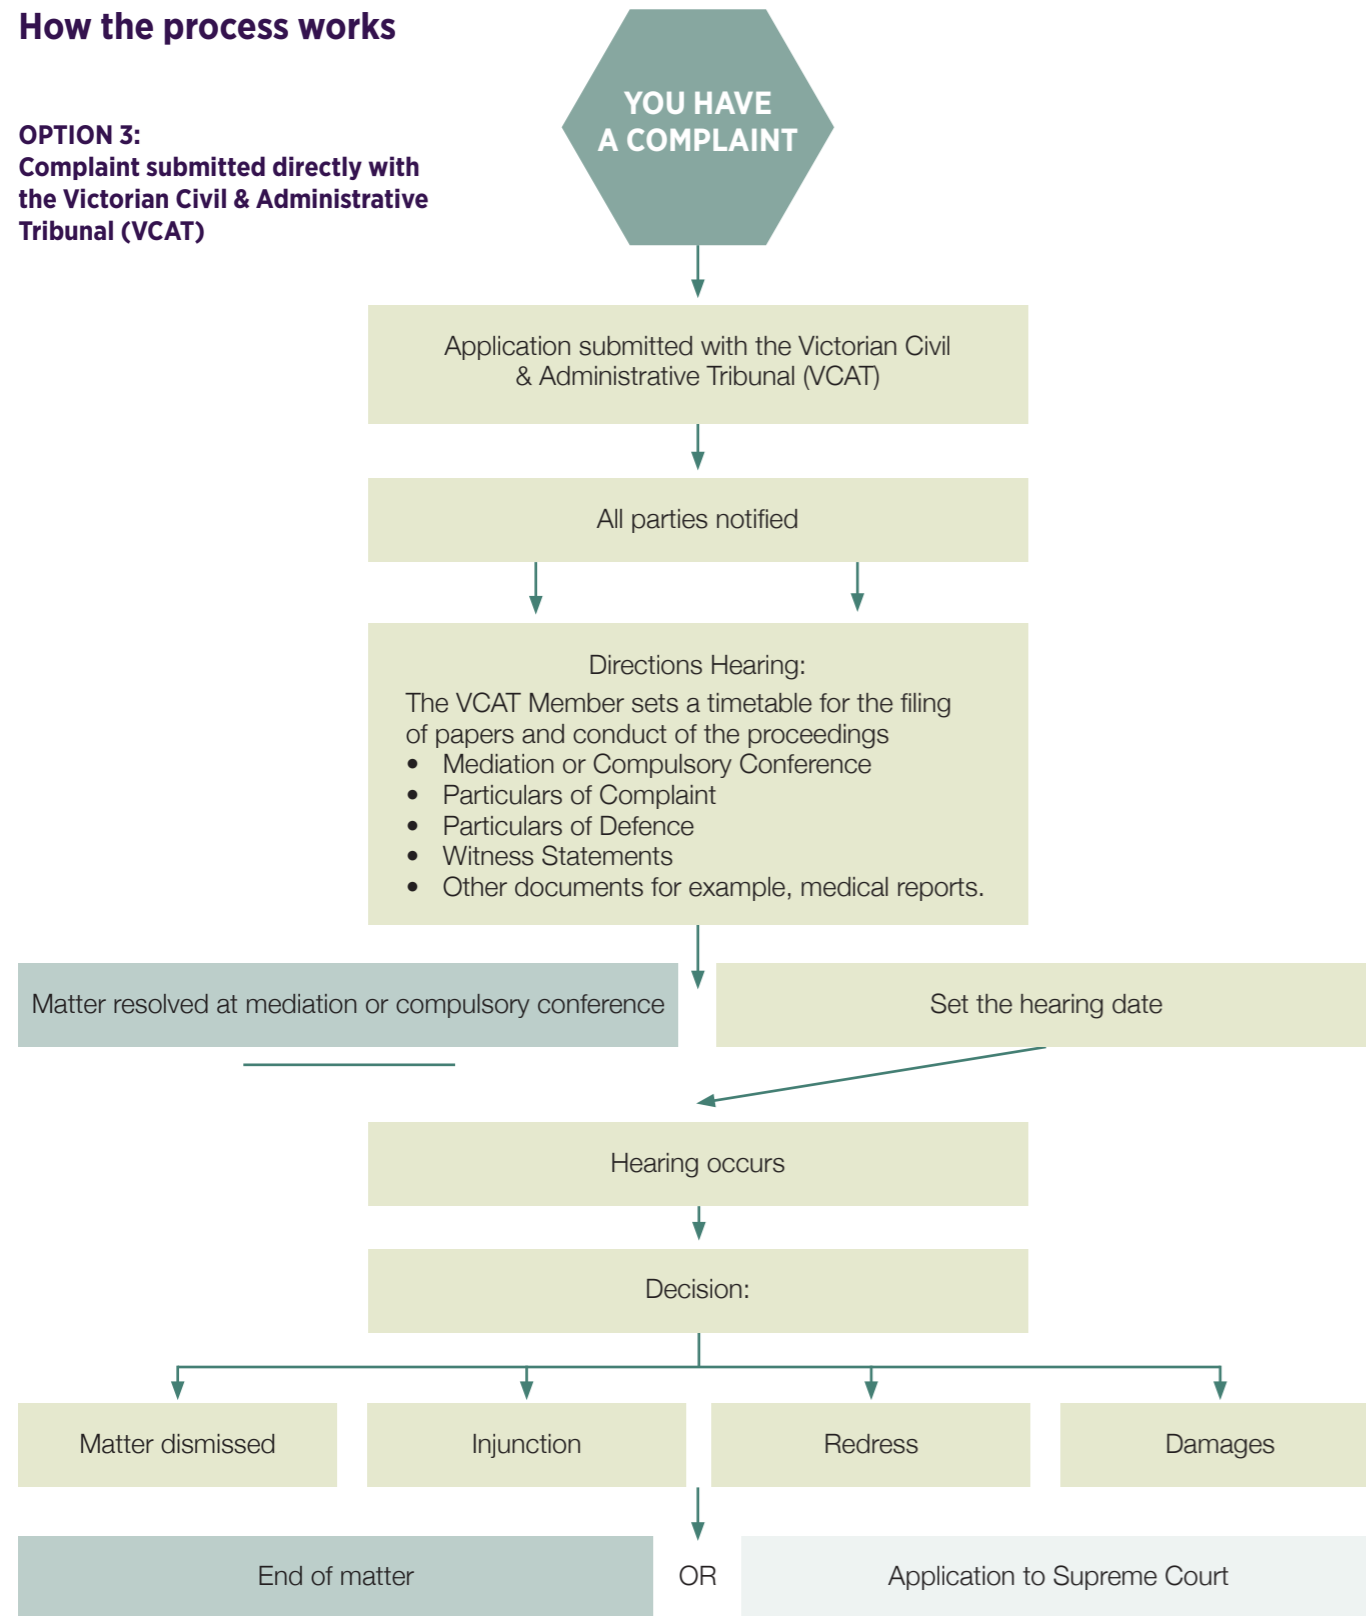 How the process works
OPTION 3:
Complaint submitted directly with
the Victorian Civil & Administrative
Tribunal (VCAT)
YOU HAVE
A COMPLAINT
Application submitted with the Victorian Civil
& Administrative Tribunal (VCAT)
All parties notified
Directions Hearing:
The VCAT Member sets a timetable for the filing
of papers and conduct of the proceedings
• Mediation or Compulsory Conference
• Particulars of Complaint
• Particulars of Defence
• Witness Statements
• Other documents for example, medical reports.
Matter resolved at mediation or compulsory conference
Set the hearing date
Hearing occurs
Decision:
Matter dismissed
Injunction
Redress
Damages
End of matter
OR
Application to Supreme Court